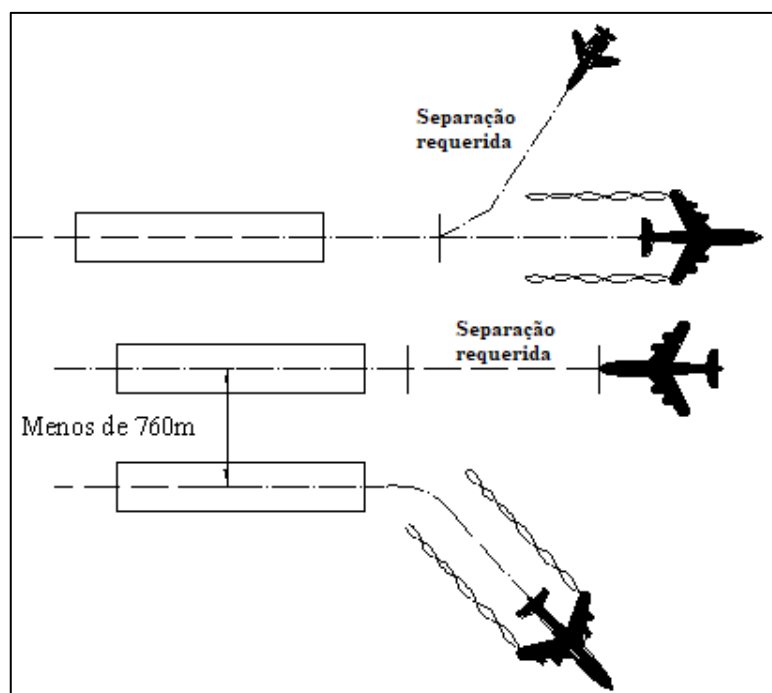 Separação
requerida
Separação
requerida
Menos de 760m